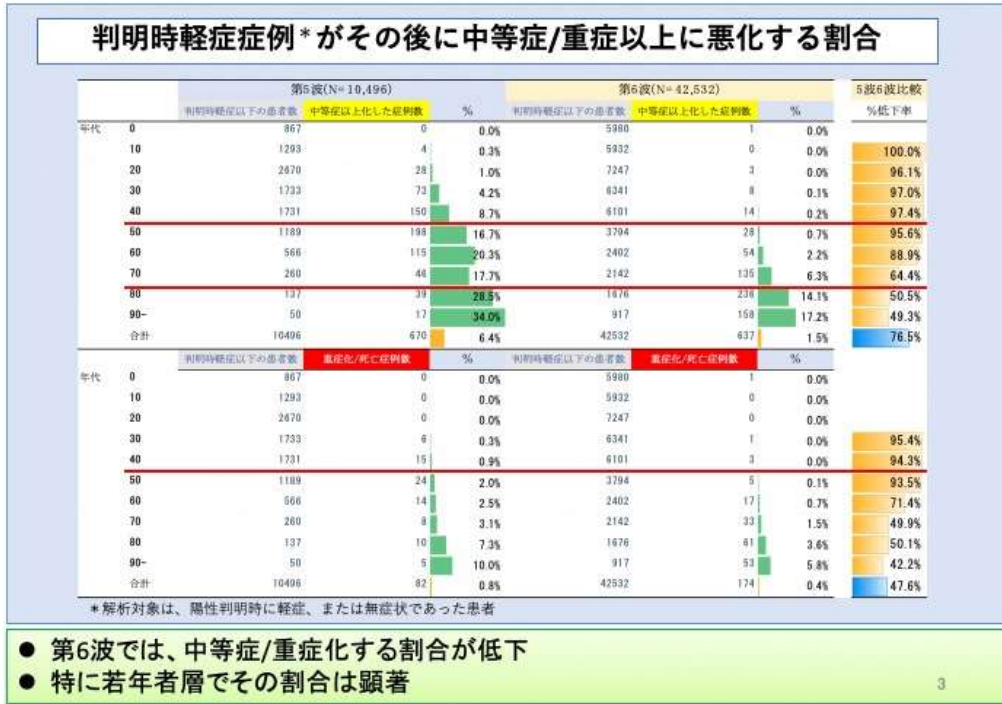 判明時軽症症例*がその後に中等症/重症以上に悪化する割合
第5波(N=10,496) 第6波(N=42,532) 5波6波比較
判明時軽症以下の患者数 中等症以上化した症例数 % 判明時軽症以下の患者数 中等症以上化した症例数 % %低下率
年代 0 867 0 0.0% 5980 1 0.0%
10 1293 4 0.3% 5932 0 0.0% 100.0%
20 2670 28 1.0% 7247 3 0.0% 96.1%
30 1733 73 4.2% 6341 8 0.1% 97.0%
40 1731 150 8.7% 6101 14 0.2% 97.4%
50 1189 198 16.7% 3794 28 0.7% 95.6%
60 566 115 20.3% 2402 54 2.2% 88.9%
70 260 46 17.7% 2142 135 6.3% 64.4%
80 137 39 28.5% 1676 236 14.1% 50.5%
90- 50 17 34.0% 917 158 17.2% 49.3%
合計 10496 670 6.4% 42532 637 1.5% 76.5%
判明時軽症以下の患者数 重症化/死亡症例数 % 判明時軽症以下の患者数 重症化/死亡症例数 %
年代 0 867 0 0.0% 5980 1 0.0%
10 1293 0 0.0% 5932 0 0.0%
20 2670 0 0.0% 7247 0 0.0%
30 1733 6 0.3% 6341 1 0.0% 95.4%
40 1731 15 0.9% 6101 3 0.0% 94.3%
50 1189 24 2.0% 3794 5 0.1% 93.5%
60 566 14 2.5% 2402 17 0.7% 71.4%
70 260 8 3.1% 2142 33 1.5% 49.9%
80 137 10 7.3% 1676 61 3.6% 50.1%
90- 50 5 10.0% 917 53 5.8% 42.2%
合計 10496 82 0.8% 42532 174 0.4% 47.6%
*解析対象は、陽性判明時に軽症、または無症状であった患者
● 第6波では、中等症/重症化する割合が低下
● 特に若年者層でその割合は顕著
3